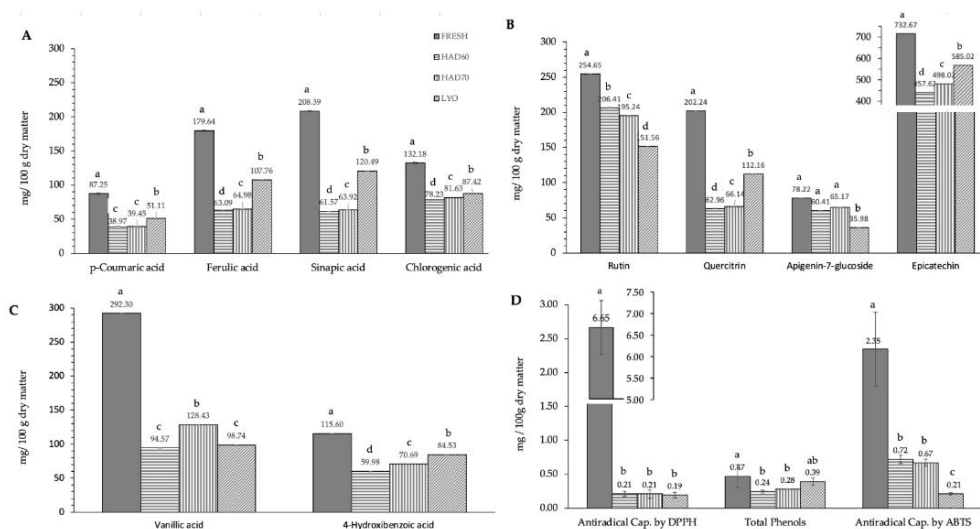 A
FRESH
HAD60
HAD70
LYO
mg/ 100 g dry matter
300
250
200
150
100
50
0
a
87.25
c
38.97
c
39.45
b
51.11
a
179.64
d
63.09
c
64.98
b
107.76
a
208.39
d
61.57
c
63.92
b
120.49
a
132.18
d
78.23
c
81.63
b
87.42
p-Coumaric acid
Ferulic acid
Sinapic acid
Chlorogenic acid
B
mg/ 100 g dry matter
300
250
200
150
100
50
0
a
254.65
b
206.41
c
195.24
d
151.56
a
202.24
d
62.96
c
66.14
b
112.16
a
78.22
a
60.41
a
65.17
b
35.98
700
600
500
400
a
732.67
d
457.62
c
498.02
b
585.02
Rutin
Quercitrin
Apigenin-7-glucoside
Epicatechin
C
mg/ 100 g dry matter
300
250
200
150
100
50
0
a
292.30
c
94.57
b
128.43
c
98.74
a
115.60
d
59.98
c
70.69
b
84.53
Vanillic acid
4-Hydroxibenzoic acid
D
mg / 100g dry matter
3.00
2.50
2.00
1.50
1.00
0.50
0.00
7.50
7.00
6.50
6.00
5.50
5.00
a
6.65
b
0.21
b
0.21
b
0.19
a
0.47
b
0.24
b
0.28
ab
0.39
a
2.35
b
0.72
b
0.67
c
0.21
Antiradical Cap. by DPPH
Total Phenols
Antiradical Cap. by ABTS